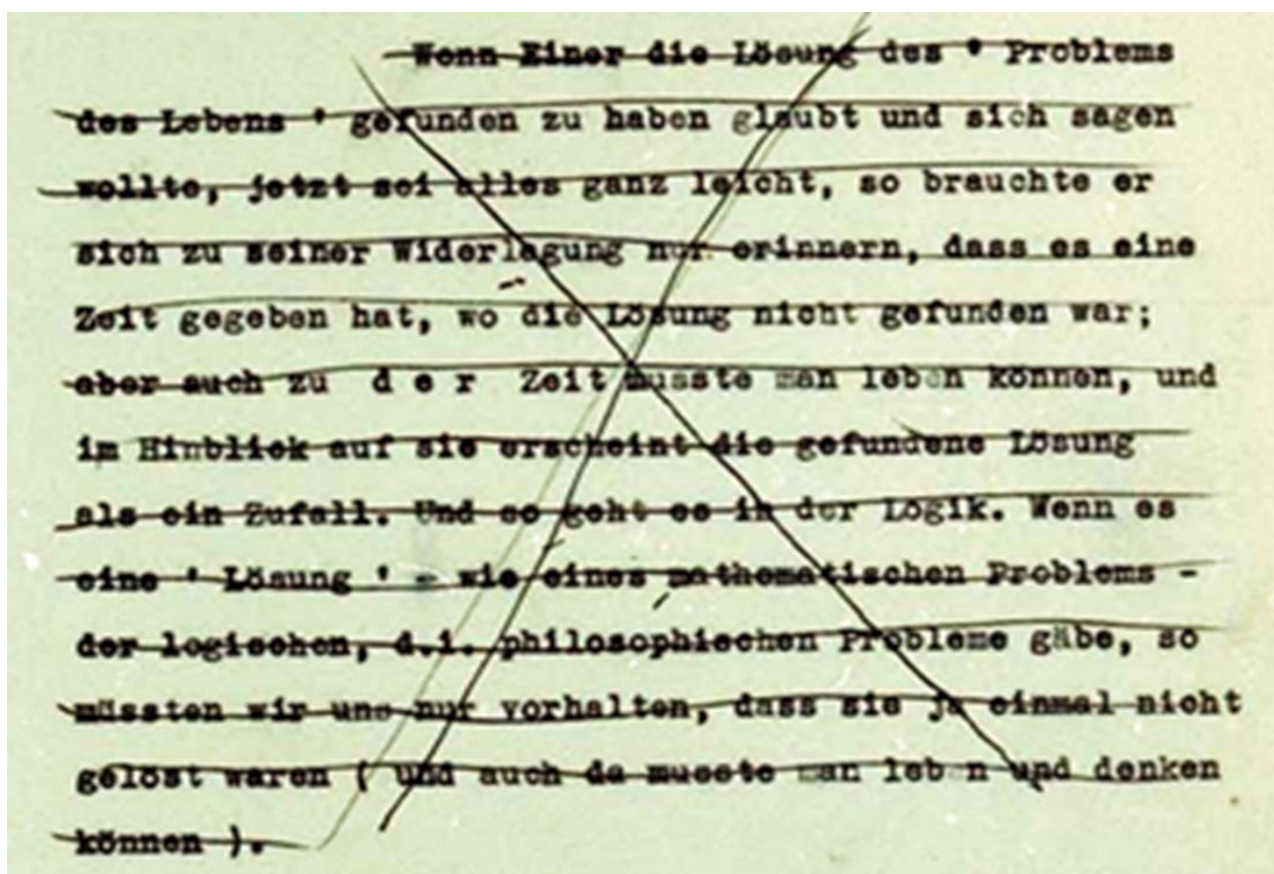 Wenn Einer die Lösung des ' Problems
des Lebens ' gefunden zu haben glaubt und sich sagen
wollte, jetzt sei alles ganz leicht, so brauchte er
sich zu seiner Widerlegung nur erinnern, dass es eine
Zeit gegeben hat, wo die Lösung nicht gefunden war;
aber auch zu d e r Zeit musste man leben können, und
im Hinblick auf sie erscheint die gefundene Lösung
als ein Zufall. Und so geht es in der Logik. Wenn es
eine ' Lösung ' - wie eines mathematischen Problems -
der logischen, d.i. philosophischen Probleme gäbe, so
müssten wir uns nur vorhalten, dass sie ja einmal nicht
gelöst waren ( und auch da musste man leben und denken
können ).